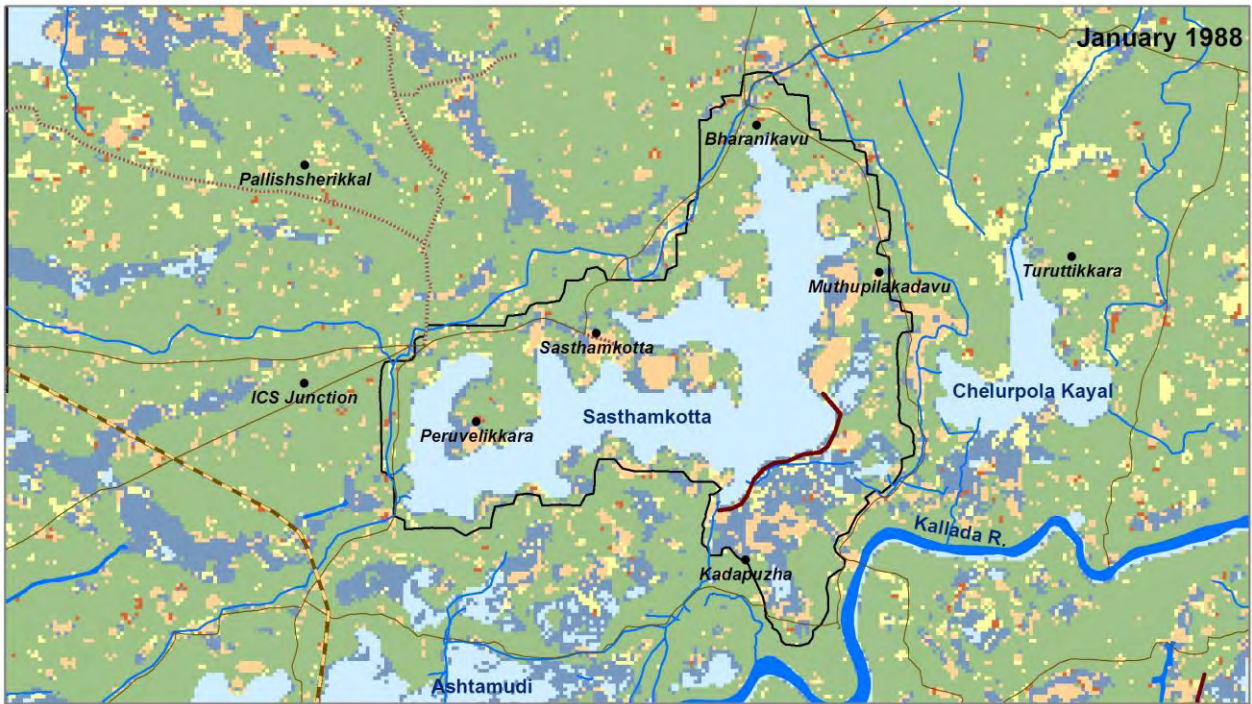 January 1988
Bharanikavu
Pallishsherikkal
Turuttikkara
Muthupilakadavu
Sasthamkotta
ICS Junction
Chelurpola Kayal
Sasthamkotta
Peruvelikkara
Kallada R.
Kadapuzha
Ashtamudi